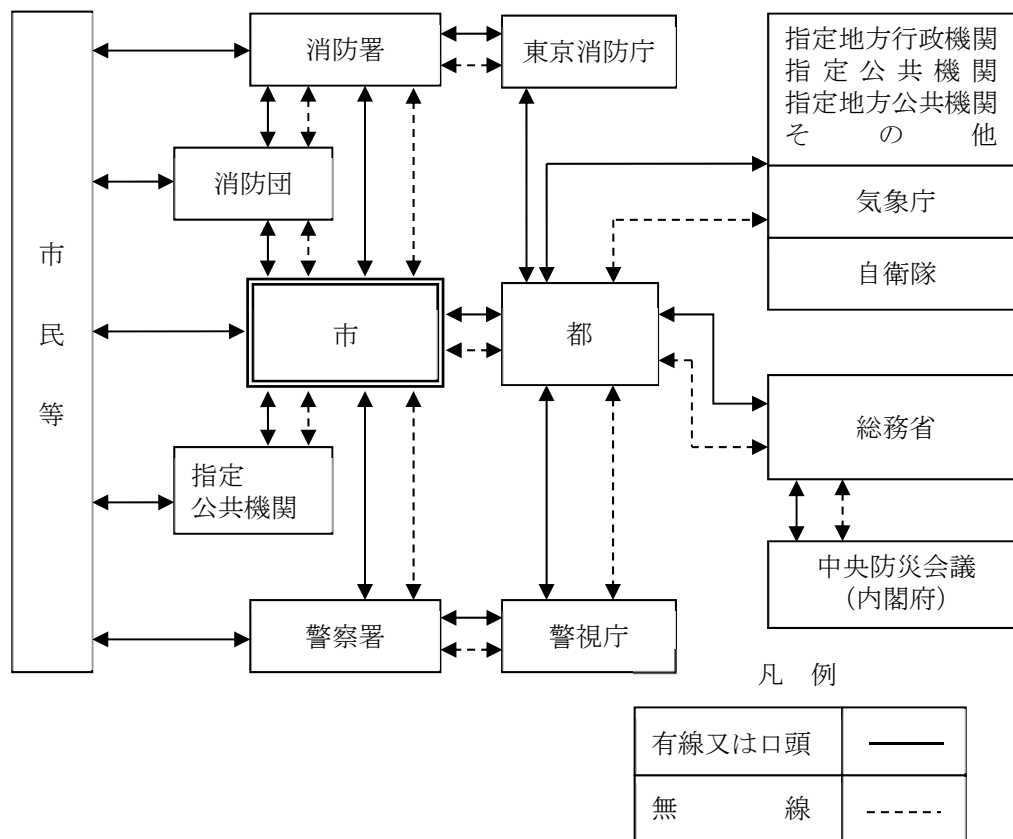 消防署
東京消防庁
指定地方行政機関
指定公共機関
指定地方公共機関
その他
消防団
気象庁
自衛隊
市民等
市
都
総務省
指定
公共機関
中央防災会議
（内閣府）
警察署
警視庁
凡 例
有線又は口頭
無線